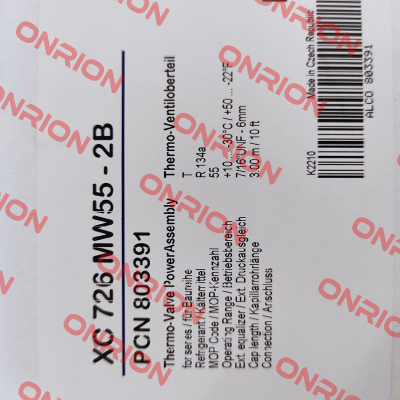 XC 726 MW55 - 2B
PCN 803391
Thermo-Valve PowerAssembly Thermo-Ventiloberteil
for series / für Baureihe T
Refrigerant / Kältemittel R 134a
MOP Code / MOP-Kennzahl 55
Operating Range / Betriebsbereich +10... -30°C / +50 ... -22°F
Ext. equalizer / Ext. Druckausgleich 7/16"UNF - 6mm
Cap length / Kapillarrohrlänge 3.00 m / 10 ft
Connection / Anschluss
K2210
Made in Czech Republic
ALCO 803391
ONRION
ONRION
ONRION
ONRION
ONRION
ONRION
ONRION
ONRION
ONRION